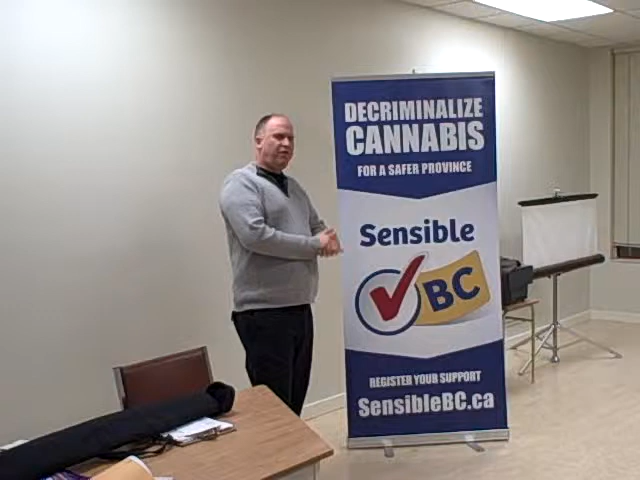 DECRIMINALIZE
CANNABIS
FOR A SAFER PROVINCE
Sensible
BC
REGISTER YOUR SUPPORT
SensibleBC.ca